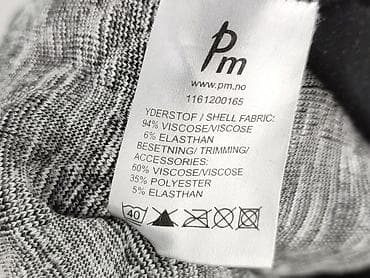 Pm
www.pm.no
1161200165
YDERSTOF / SHELL FABRIC:
94% VISCOSE/VISCOSE
6% ELASTHAN
BESETNING/ TRIMMING/
ACCESSORIES:
60% VISCOSE/VISCOSE
35% POLYESTER
5% ELASTHAN
40